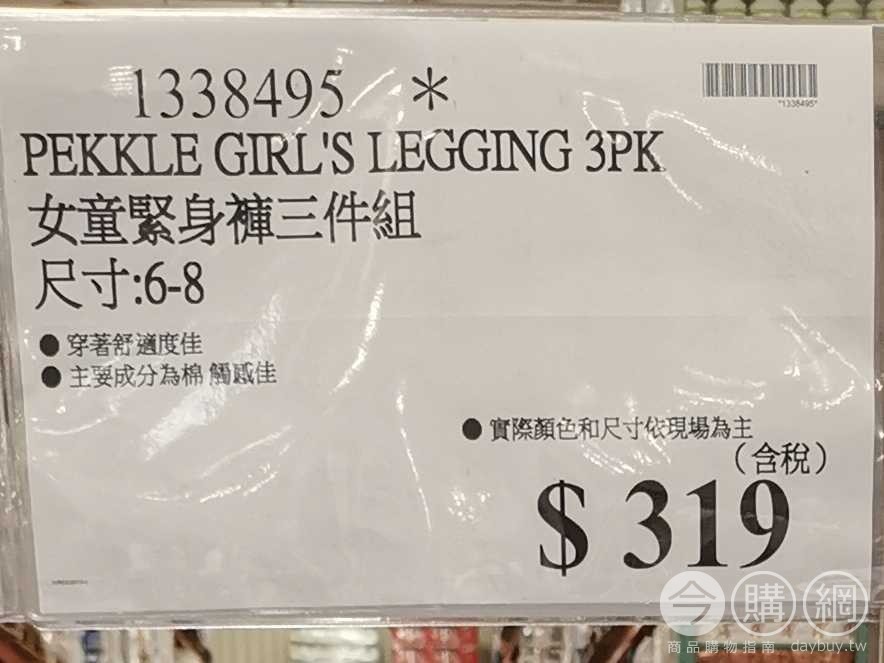 1338495 *
"1338495"
PEKKLE GIRL'S LEGGING 3PK
女童緊身褲三件組
尺寸:6-8
● 穿著舒適度佳
● 主要成分為棉 觸感佳
● 實際顏色和尺寸依現場為主
(含稅)
$ 319
今購網
商品購物指南 daybuy.tw